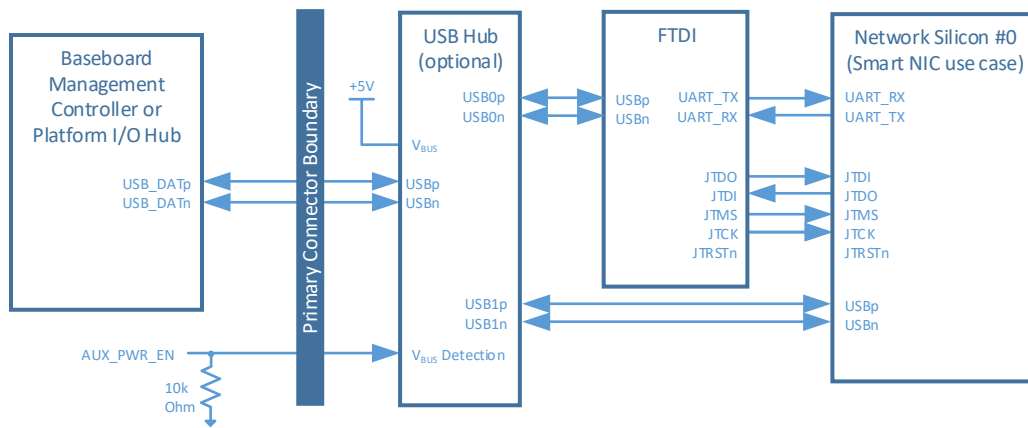 Baseboard
Management
Controller or
Platform I/O Hub
USB_DATp
USB_DATn
AUX_PWR_EN
10k
Ohm
Primary Connector Boundary
+5V
USB Hub
(optional)
USB0p
USB0n
VBUS
USBp
USBn
USB1p
USB1n
VBUS Detection
FTDI
USBp
USBn
UART_TX
UART_RX
JTDO
JTDI
JTMS
JTCK
JTRSTn
Network Silicon #0
(Smart NIC use case)
UART_RX
UART_TX
JTDI
JTDO
JTMS
JTCK
JTRSTn
USBp
USBn